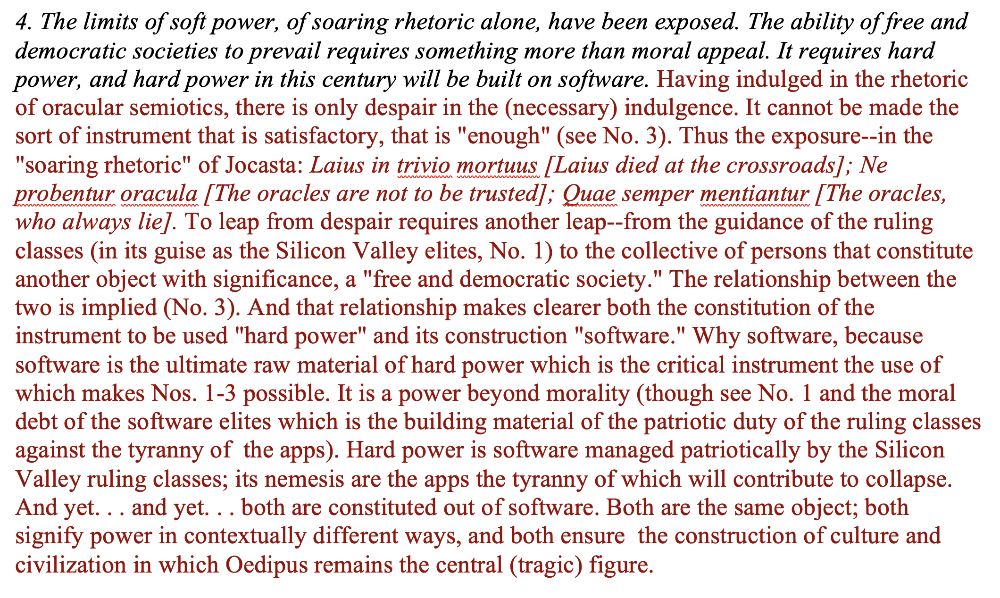 4. The limits of soft power, of soaring rhetoric alone, have been exposed. The ability of free and
democratic societies to prevail requires something more than moral appeal. It requires hard
power, and hard power in this century will be built on software. Having indulged in the rhetoric
of oracular semiotics, there is only despair in the (necessary) indulgence. It cannot be made the
sort of instrument that is satisfactory, that is "enough" (see No. 3). Thus the exposure--in the
"soaring rhetoric" of Jocasta: Laius in trivio mortuus [Laius died at the crossroads]; Ne
probentur oracula [The oracles are not to be trusted]; Quae semper mentiantur [The oracles,
who always lie]. To leap from despair requires another leap--from the guidance of the ruling
classes (in its guise as the Silicon Valley elites, No. 1) to the collective of persons that constitute
another object with significance, a "free and democratic society." The relationship between the
two is implied (No. 3). And that relationship makes clearer both the constitution of the
instrument to be used "hard power" and its construction "software." Why software, because
software is the ultimate raw material of hard power which is the critical instrument the use of
which makes Nos. 1-3 possible. It is a power beyond morality (though see No. 1 and the moral
debt of the software elites which is the building material of the patriotic duty of the ruling classes
against the tyranny of  the apps). Hard power is software managed patriotically by the Silicon
Valley ruling classes; its nemesis are the apps the tyranny of which will contribute to collapse.
And yet. . . and yet. . . both are constituted out of software. Both are the same object; both
signify power in contextually different ways, and both ensure  the construction of culture and
civilization in which Oedipus remains the central (tragic) figure.